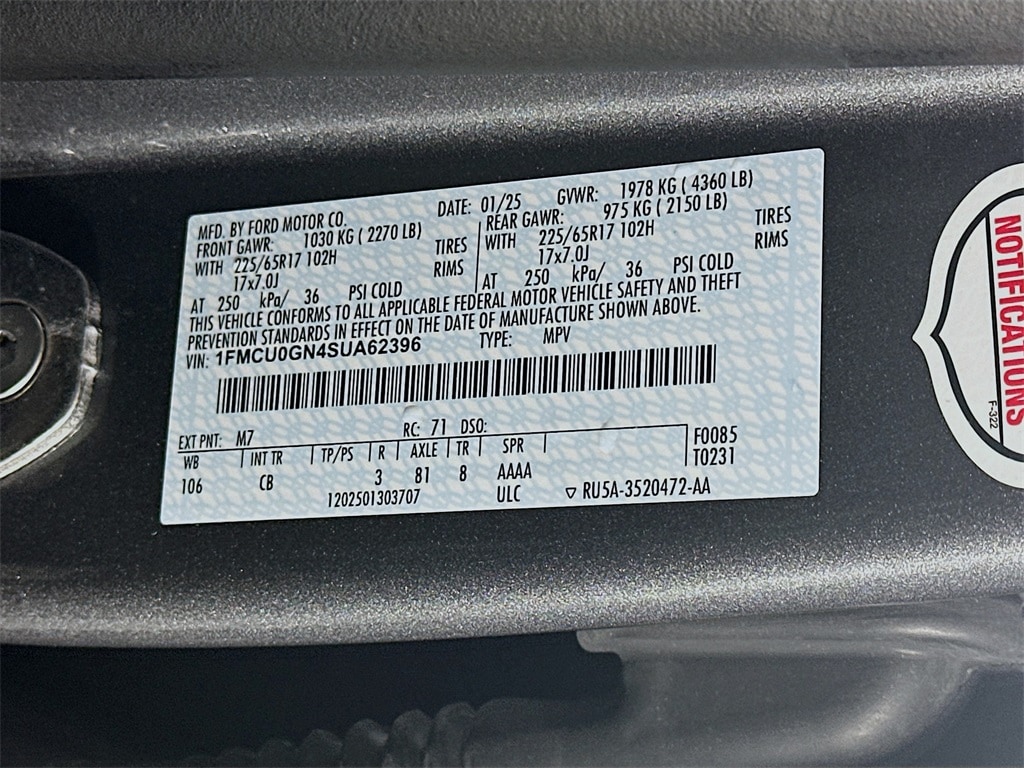 MFD. BY FORD MOTOR CO.
DATE: 01/25 GVWR: 1978 KG ( 4360 LB)
FRONT GAWR: 1030 KG ( 2270 LB)
WITH 225/65R17 102H TIRES
17x7.0J RIMS
AT 250 kPa/ 36 PSI COLD
REAR GAWR: 975 KG ( 2150 LB)
WITH 225/65R17 102H TIRES
17x7.0J RIMS
AT 250 kPa/ 36 PSI COLD
THIS VEHICLE CONFORMS TO ALL APPLICABLE FEDERAL MOTOR VEHICLE SAFETY AND THEFT
PREVENTION STANDARDS IN EFFECT ON THE DATE OF MANUFACTURE SHOWN ABOVE.
VIN: 1FMCU0GN4SUA62396 TYPE: MPV
EXT PNT: M7 RC: 71 DSO:
WB INT TR TP/PS R AXLE TR SPR
106 CB 3 81 8 AAAA
1202501303707 ULC
F0085
T0231
▽ RU5A-3520472-AA
NOTIFICATIONS
F-322